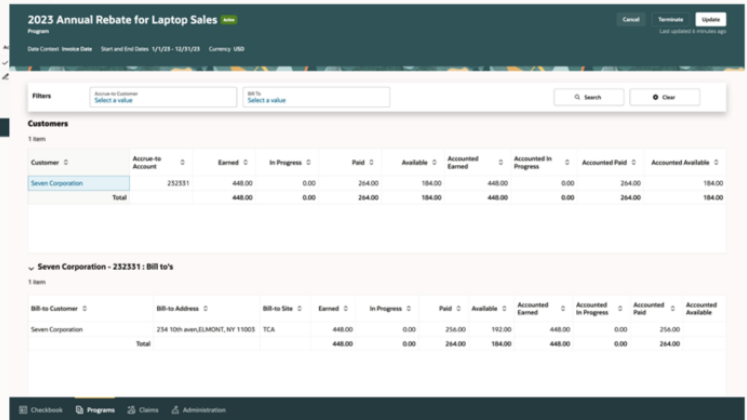 2023 Annual Rebate for Laptop Sales Active
Cancel Terminate Update
Program
Last updated 6 minutes ago
Date Context Invoice Date Start and End Dates 1/1/23 - 12/31/23 Currency USD
Filters
Accrue-to Customer
Select a value
Bill To
Select a value
Search
Clear
Customers
1 item
Customer Accrue-to Account Earned In Progress Paid Available Accounted Earned Accounted In Progress Accounted Paid Accounted Available
Seven Corporation 232331 448.00 0.00 264.00 184.00 448.00 0.00 264.00 184.00
Total 448.00 0.00 264.00 184.00 448.00 0.00 264.00 184.00
Seven Corporation - 232331 : Bill to's
1 item
Bill-to Customer Bill-to Address Bill-to Site Earned In Progress Paid Available Accounted Earned Accounted In Progress Accounted Paid Accounted Available
Seven Corporation 234 10th aven,ELMONT, NY 11003 TCA 448.00 0.00 256.00 192.00 448.00 0.00 256.00
Total 448.00 0.00 264.00 184.00 448.00 0.00 264.00
Checkbook Programs Claims Administration